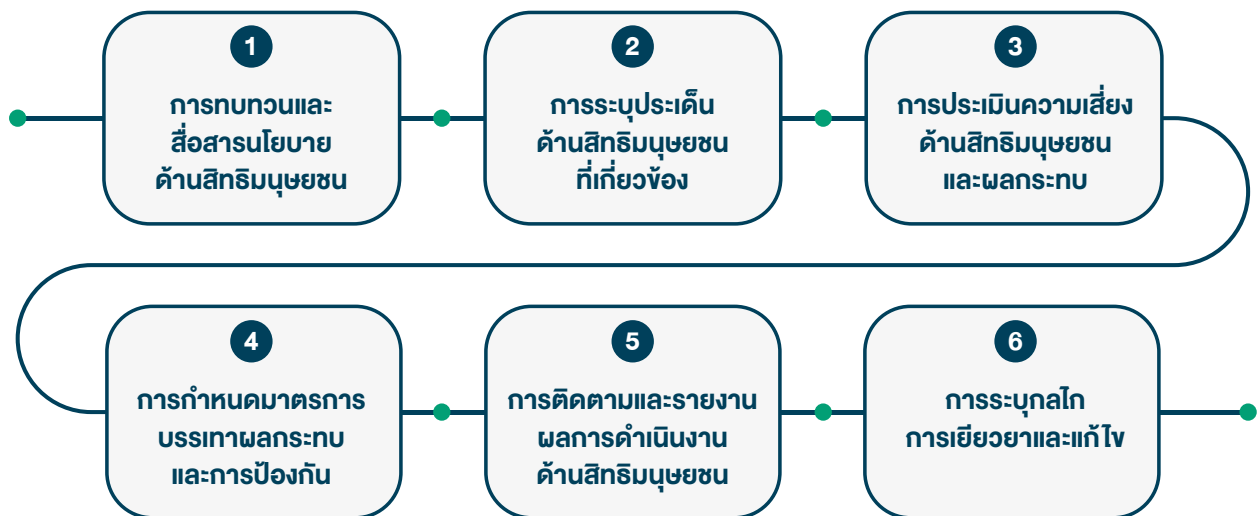 1
การทบทวนและ
สื่อสารนโยบาย
ด้านสิทธิมนุษยชน
2
การระบุประเด็น
ด้านสิทธิมนุษยชน
ที่เกี่ยวข้อง
3
การประเมินความเสี่ยง
ด้านสิทธิมนุษยชน
และผลกระทบ
4
การกำหนดมาตรการ
บรรเทาผลกระทบ
และการป้องกัน
5
การติดตามและรายงาน
ผลการดำเนินงาน
ด้านสิทธิมนุษยชน
6
การระบุกลไก
การเยียวยาและแก้ไข